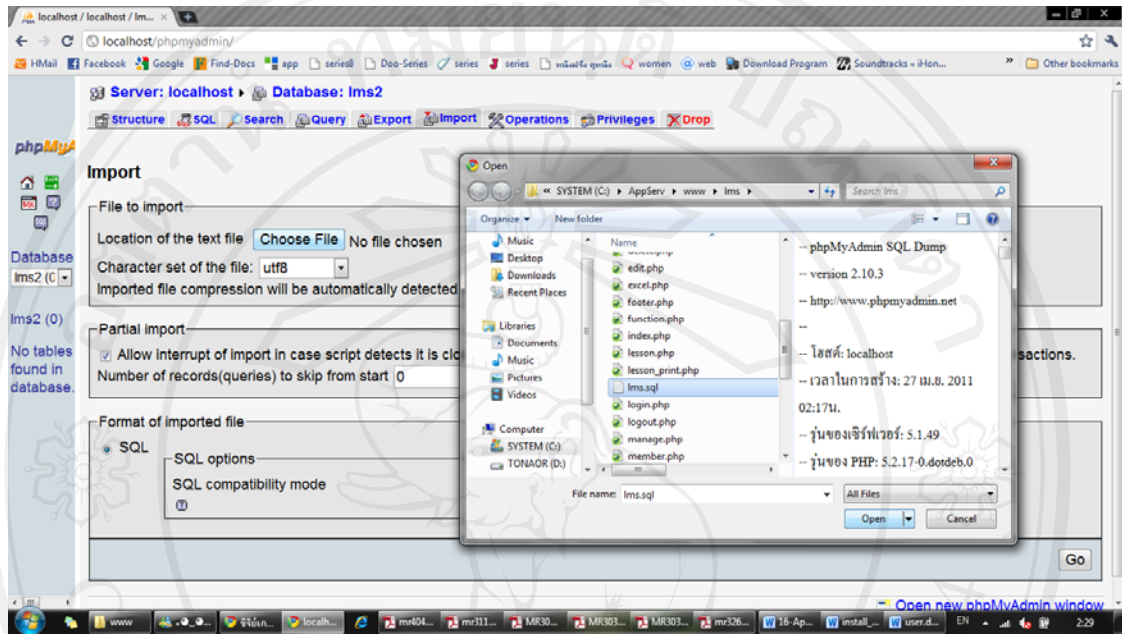 localhost / localhost / lm...
localhost/phpmyadmin/
HMail Facebook Google Find-Docs app series8 Doo-Series series series women web Download Program Soundtracks « iHon... » Other bookmarks
Server: localhost Database: lms2
Structure SQL Search Query Export Import Operations Privileges Drop
phpMyA
Import
File to import
Location of the text file Choose File No file chosen
Character set of the file: utf8
Imported file compression will be automatically detected
Database
lms2 (0
lms2 (0)
No tables found in database.
Partial import
Allow interrupt of import in case script detects it is clo
sactions.
Number of records(queries) to skip from start 0
Format of imported file
SQL
SQL options
SQL compatibility mode
Go
Open new phpMyAdmin window
Open
« SYSTEM (C:) AppServ www lms
Search lms
Organize New folder
Music
Desktop
Downloads
Recent Places
Libraries
Documents
Music
Pictures
Videos
Computer
SYSTEM (C:)
TONAOR (D:)
Name
edit.php
excel.php
footer.php
function.php
index.php
lesson.php
lesson_print.php
lms.sql
login.php
logout.php
manage.php
member.php
-- phpMyAdmin SQL Dump
-- version 2.10.3
-- http://www.phpmyadmin.net
--
-- โฮสต์: localhost
-- เวลาในการสร้าง: 27 เม.ย. 2011
02:17น.
-- รุ่นของเซิร์ฟเวอร์: 5.1.49
-- รุ่นของ PHP: 5.2.17-0.dotdeb.0
File name: lms.sql All Files
Open Cancel
www localh... mr404... mr311... MR30... MR303... MR303... mr326... 16-Ap... install_... user.d... EN 2:29